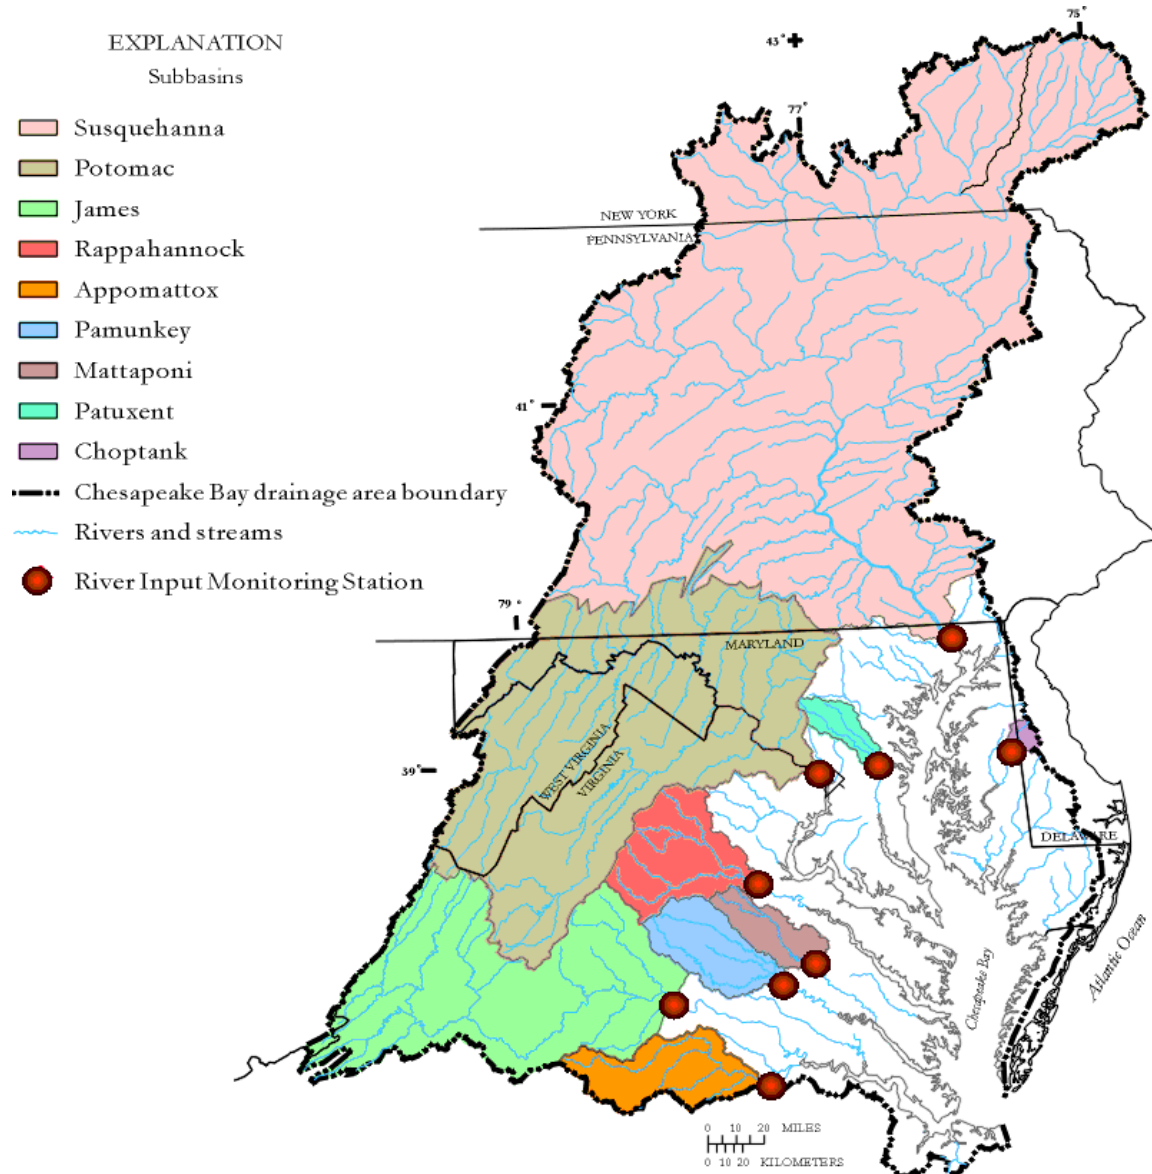 EXPLANATION
Subbasins
Susquehanna
Potomac
James
Rappahannock
Appomattox
Pamunkey
Mattaponi
Patuxent
Choptank
Chesapeake Bay drainage area boundary
Rivers and streams
River Input Monitoring Station
75°
43°
77°
NEW YORK
PENNSYLVANIA
41°
79°
MARYLAND
WEST VIRGINIA
VIRGINIA
39°
DELAWARE
Chesapeake Bay
Atlantic Ocean
0 10 20 MILES
0 10 20 KILOMETERS